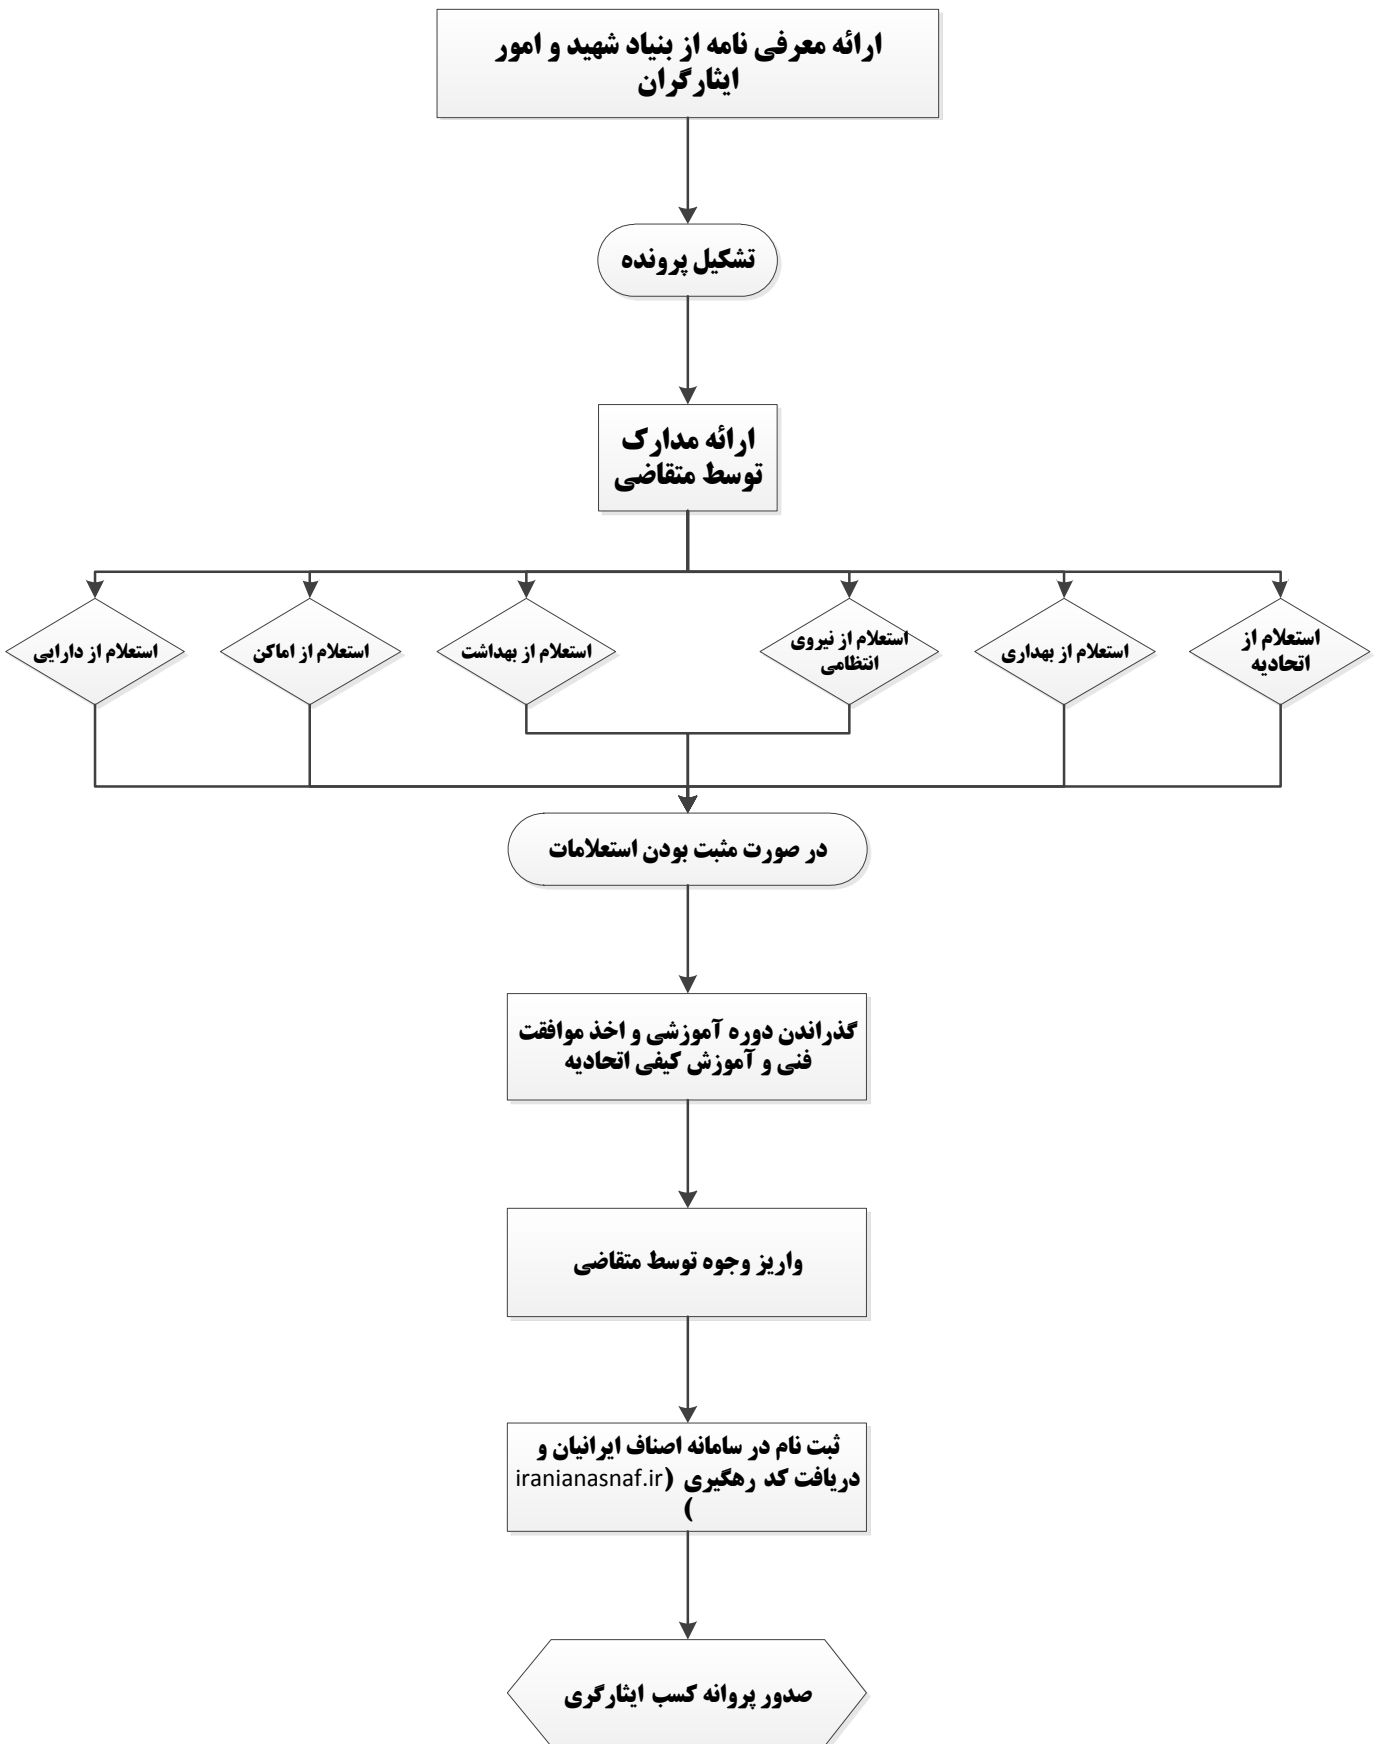 ارائه معرفی نامه از بنیاد شهید و امور
ایثارگران
تشکیل پرونده
ارائه مدارک
توسط متقاضی
استعلام از
اتحادیه
استعلام از بهداری
استعلام از نیروی
انتظامی
استعلام از بهداشت
استعلام از اماکن
استعلام از دارایی
در صورت مثبت بودن استعلامات
گذراندن دوره آموزشی و اخذ موافقت
فنی و آموزش کیفی اتحادیه
واریز وجوه توسط متقاضی
ثبت نام در سامانه اصناف ایرانیان و
دریافت کد رهگیری (iranianasnaf.ir
)
صدور پروانه کسب ایثارگری